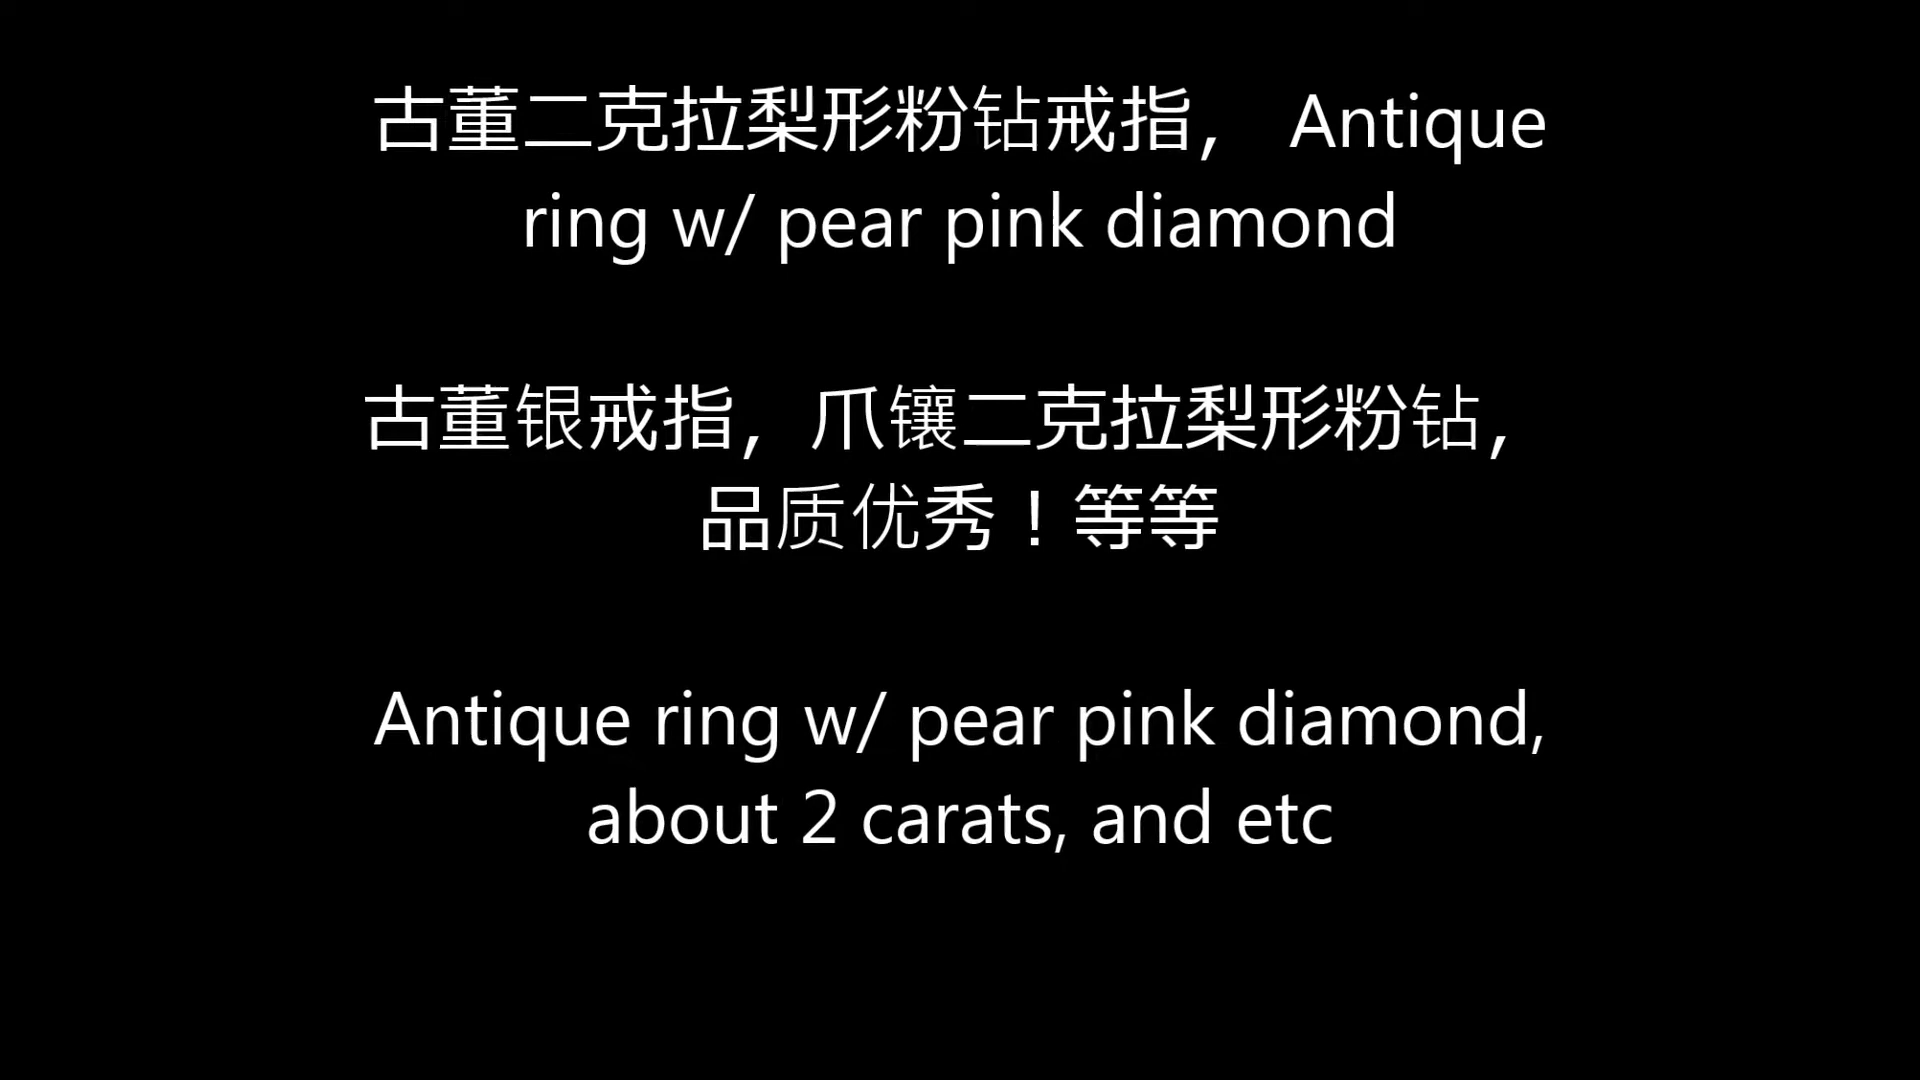 古董二克拉梨形粉钻戒指， Antique
ring w/ pear pink diamond
古董银戒指，爪镶二克拉梨形粉钻，
品质优秀！等等
Antique ring w/ pear pink diamond,
about 2 carats, and etc